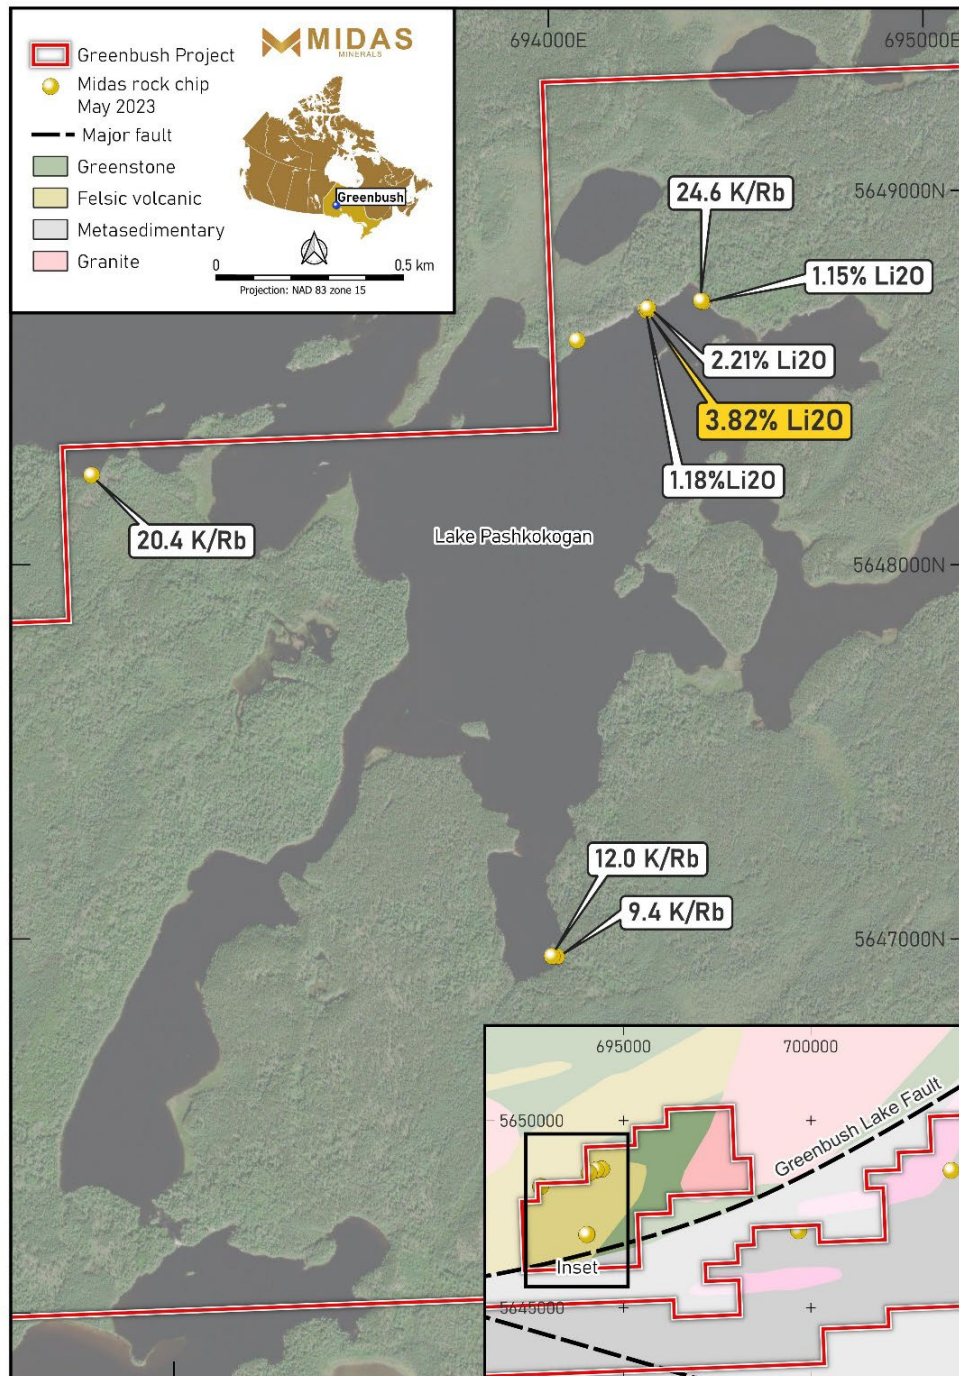 MIDAS
MINERALS
Greenbush Project
Midas rock chip
May 2023
Major fault
Greenstone
Felsic volcanic
Metasedimentary
Granite
Greenbush
0
0.5 km
Projection: NAD 83 zone 15
694000E
695000E
5649000N
24.6 K/Rb
1.15% Li2O
2.21% Li2O
3.82% Li2O
1.18%Li2O
20.4 K/Rb
Lake Pashkokogan
5648000N
12.0 K/Rb
9.4 K/Rb
5647000N
695000
700000
5650000
Greenbush Lake Fault
Inset
5645000